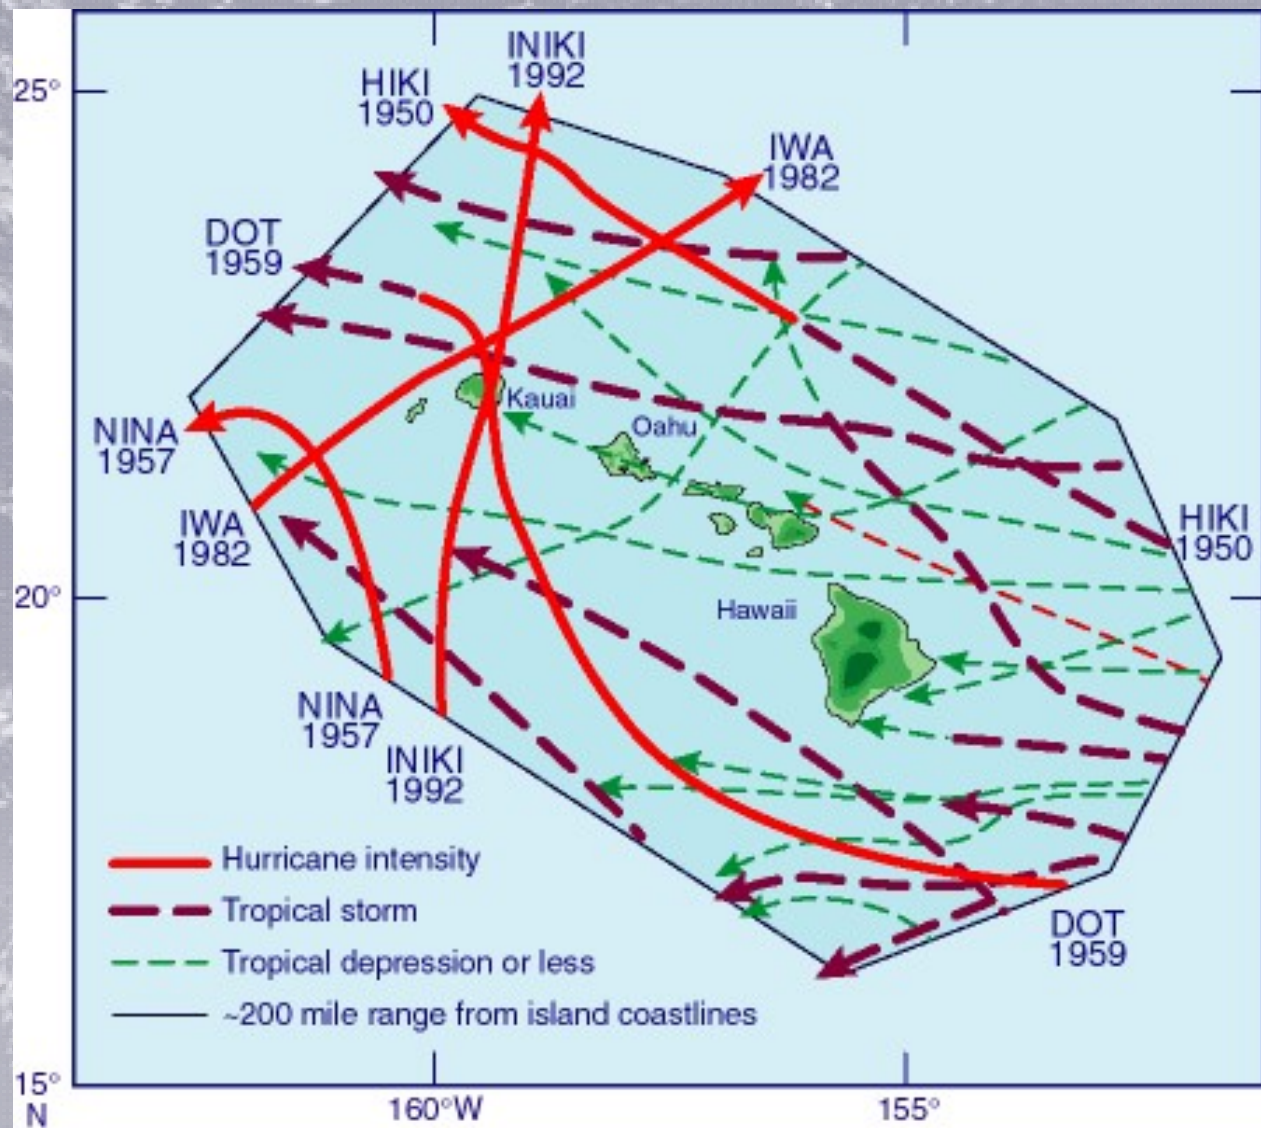 INIKI
1992
HIKI
1950
25°
IWA
1982
DOT
1959
Kauai
Oahu
NINA
1957
IWA
1982
HIKI
1950
20°
Hawaii
NINA
1957
INIKI
1992
Hurricane intensity
Tropical storm
DOT
1959
Tropical depression or less
~200 mile range from island coastlines
15°
N
160°W
155°